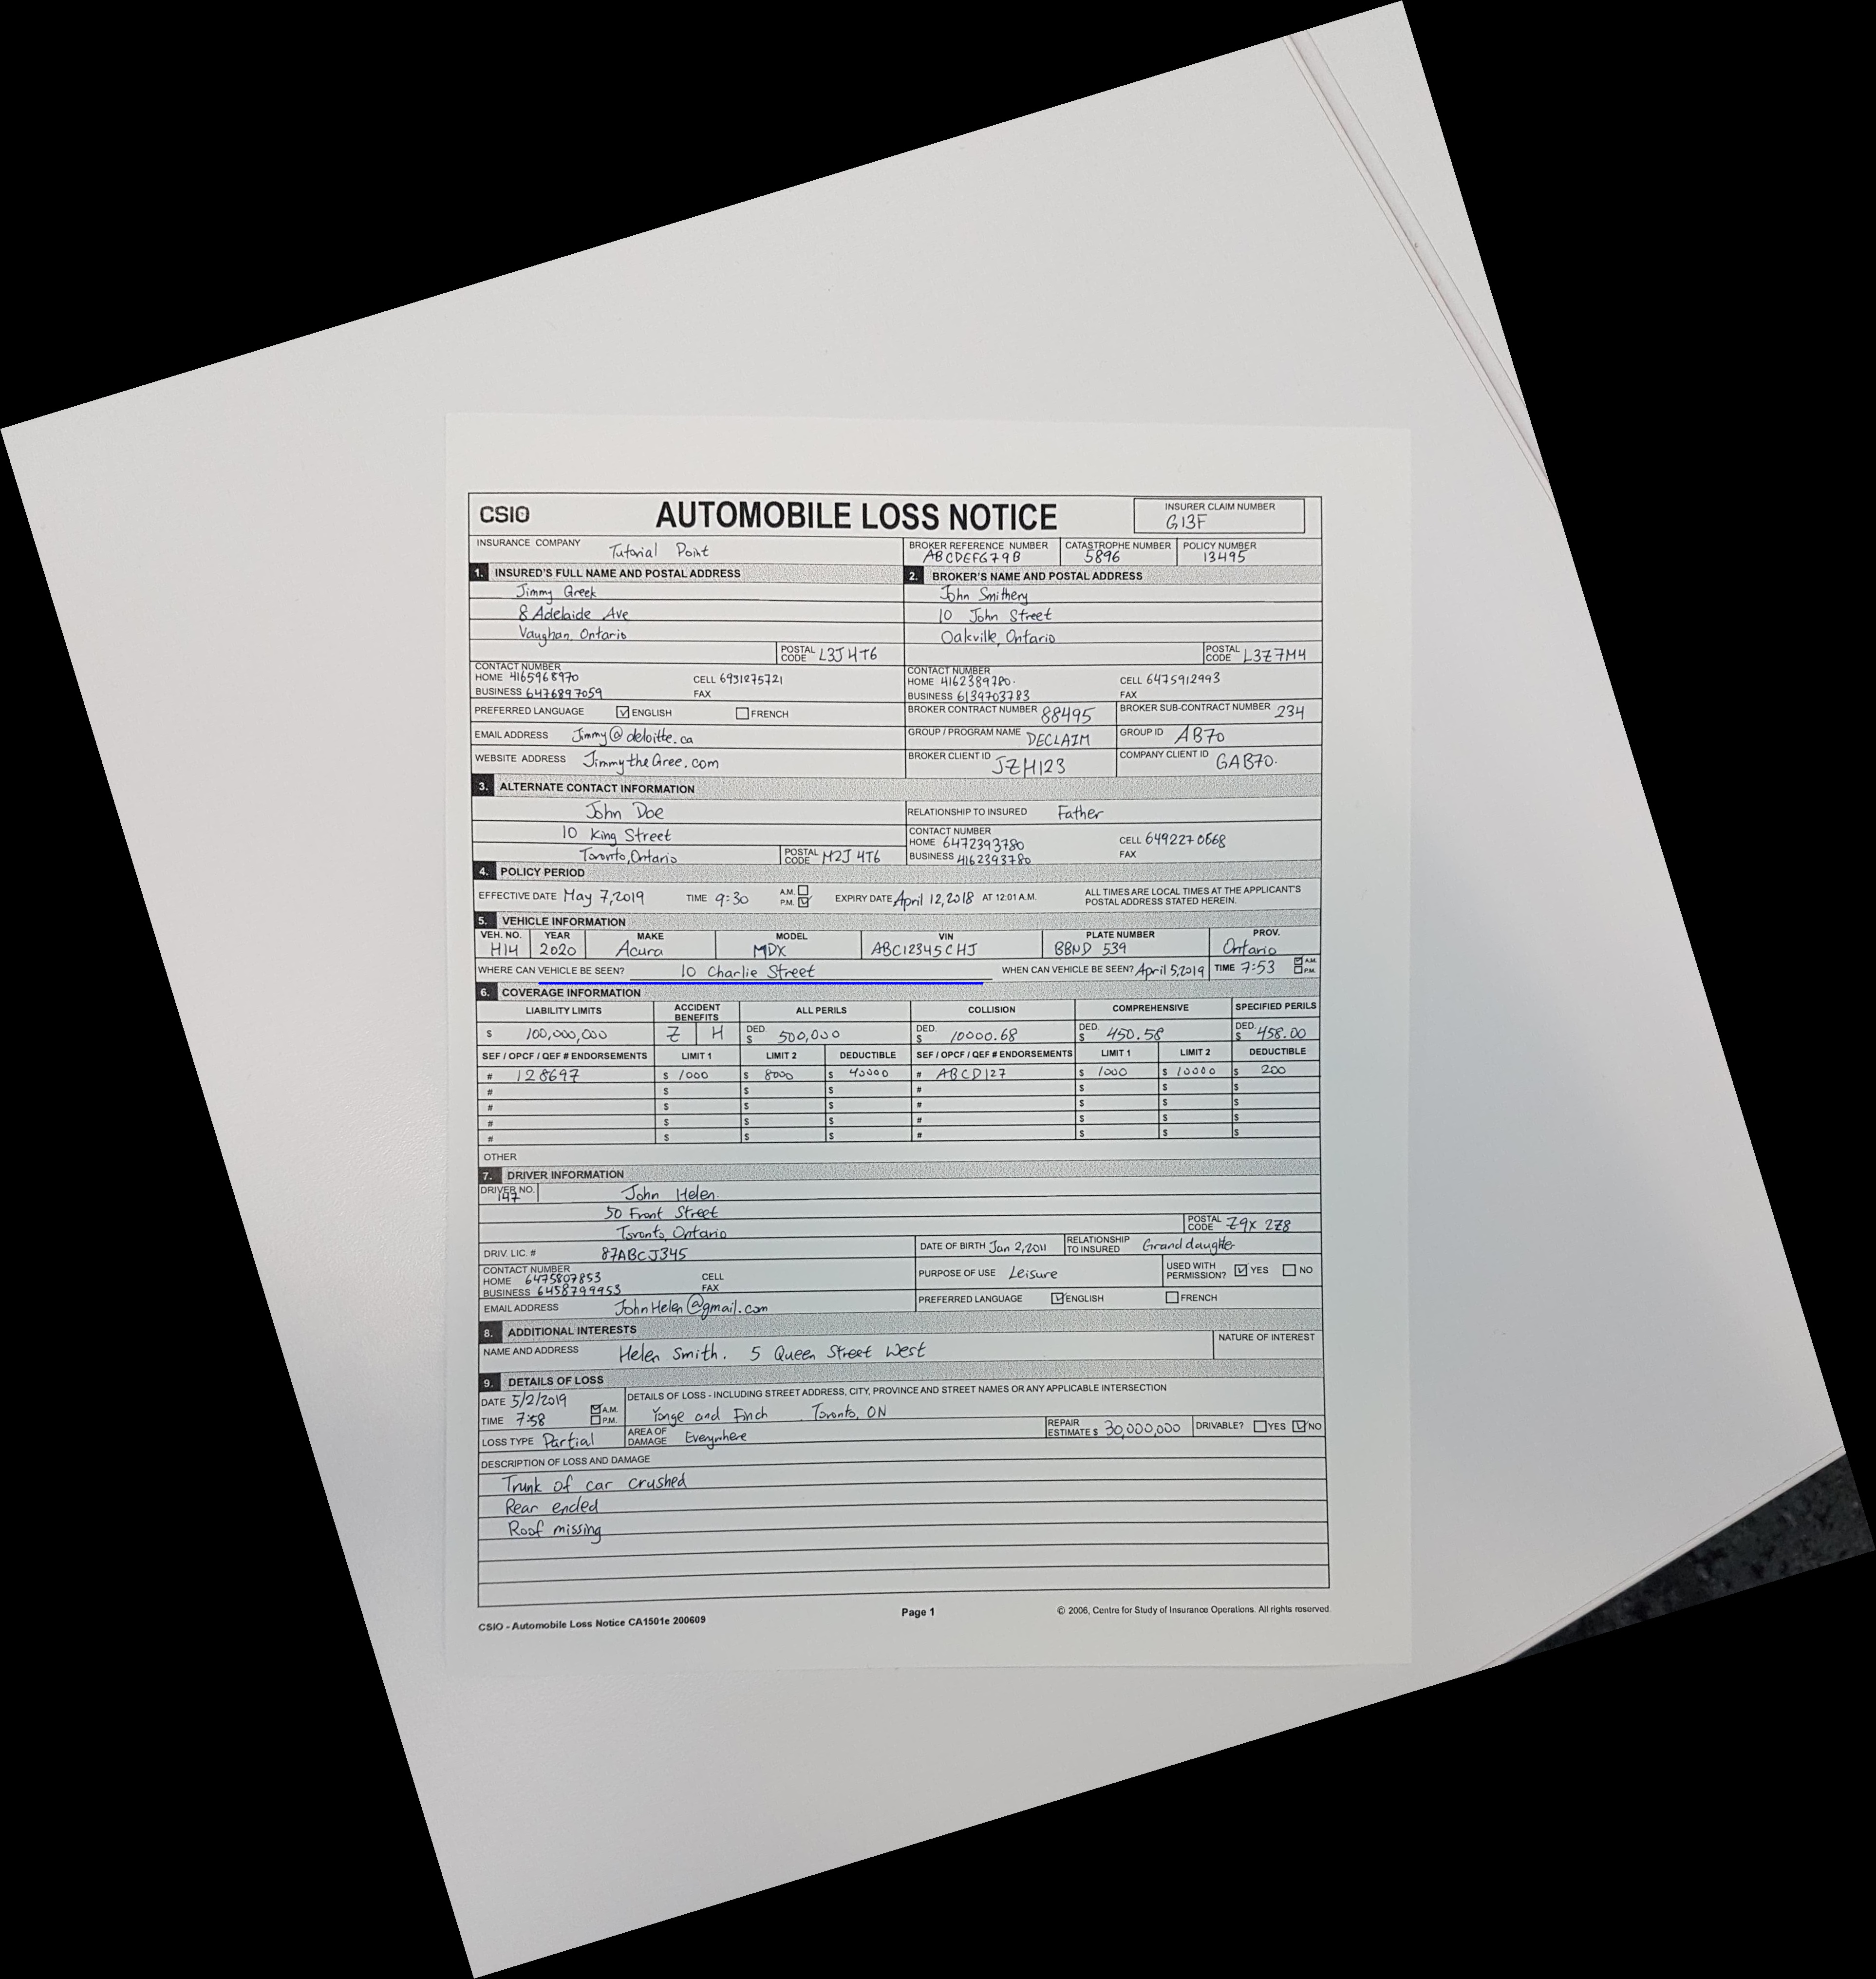 CSIO AUTOMOBILE LOSS NOTICE INSURER CLAIM NUMBER
G13F
INSURANCE COMPANY Tutorial Point BROKER REFERENCE NUMBER CATASTROPHE NUMBER POLICY NUMBER
ABCDEFG79B 5896 13495
1. INSURED'S FULL NAME AND POSTAL ADDRESS 2. BROKER'S NAME AND POSTAL ADDRESS
Jimmy Greek John Smithery
8 Adelaide Ave 10 John Street
Vaughan, Ontario Oakville, Ontario
POSTAL CODE L3J 4T6 POSTAL CODE L3Z7M4
CONTACT NUMBER CONTACT NUMBER
HOME 4165968970 CELL 6931275721 HOME 4162389780. CELL 6475912993
BUSINESS 6476897059 FAX BUSINESS 6139703783 FAX
PREFERRED LANGUAGE ENGLISH FRENCH BROKER CONTRACT NUMBER 88495 BROKER SUB-CONTRACT NUMBER 234
EMAIL ADDRESS Jimmy@deloitte.ca GROUP / PROGRAM NAME DECLAIM GROUP ID AB70
WEBSITE ADDRESS JimmytheGree.com BROKER CLIENT ID JZH123 COMPANY CLIENT ID GAB70.
3. ALTERNATE CONTACT INFORMATION
John Doe RELATIONSHIP TO INSURED Father
10 King Street CONTACT NUMBER
HOME 6472393780 CELL 6492270668
Toronto, Ontario POSTAL CODE M2J 4T6 BUSINESS 4162393780 FAX
4. POLICY PERIOD
EFFECTIVE DATE May 7,2019 TIME 9:30 A.M. P.M. EXPIRY DATE April 12,2018 AT 12:01 A.M. ALL TIMES ARE LOCAL TIMES AT THE APPLICANT'S
POSTAL ADDRESS STATED HEREIN.
5. VEHICLE INFORMATION
VEH. NO. YEAR MAKE MODEL VIN PLATE NUMBER PROV.
H14 2020 Acura MDX ABC12345CHJ BBND 539 Ontario
WHERE CAN VEHICLE BE SEEN? 10 Charlie Street WHEN CAN VEHICLE BE SEEN? April 5,2019 TIME 7:53 A.M. P.M.
6. COVERAGE INFORMATION
LIABILITY LIMITS ACCIDENT BENEFITS ALL PERILS COLLISION COMPREHENSIVE SPECIFIED PERILS
$ 100,000,000 Z H DED. $ 500,000 DED. $ 10000.68 DED. $ 450.58 DED. $ 458.00
SEF / OPCF / QEF # ENDORSEMENTS LIMIT 1 LIMIT 2 DEDUCTIBLE SEF / OPCF / QEF # ENDORSEMENTS LIMIT 1 LIMIT 2 DEDUCTIBLE
# 128697 $ 1000 $ 8000 $ 40000 # ABCD127 $ 1000 $ 10000 $ 200
# $ $ $ # $ $ $
# $ $ $ # $ $ $
# $ $ $ # $ $ $
# $ $ $ # $ $ $
OTHER
7. DRIVER INFORMATION
DRIVER NO. 147 John Helen
50 Front Street
Toronto, Ontario POSTAL CODE Z9X 2Z8
DRIV. LIC. # 87ABCJ345 DATE OF BIRTH Jan 2,2011 RELATIONSHIP TO INSURED Granddaughter
CONTACT NUMBER
HOME 6475807853 CELL PURPOSE OF USE Leisure USED WITH PERMISSION? YES NO
BUSINESS 6458799953 FAX
EMAIL ADDRESS JohnHelen@gmail.com PREFERRED LANGUAGE ENGLISH FRENCH
8. ADDITIONAL INTERESTS
NAME AND ADDRESS Helen Smith. 5 Queen Street West NATURE OF INTEREST
9. DETAILS OF LOSS
DATE 5/2/2019 DETAILS OF LOSS - INCLUDING STREET ADDRESS, CITY, PROVINCE AND STREET NAMES OR ANY APPLICABLE INTERSECTION
TIME 7:58 A.M. P.M. Yonge and Finch Toronto, ON
LOSS TYPE Partial AREA OF DAMAGE Everywhere REPAIR ESTIMATE $ 30,000,000 DRIVABLE? YES NO
DESCRIPTION OF LOSS AND DAMAGE
Trunk of car crushed
Rear ended
Roof missing
CSIO - Automobile Loss Notice CA1501e 200609 Page 1 © 2006, Centre for Study of Insurance Operations. All rights reserved.